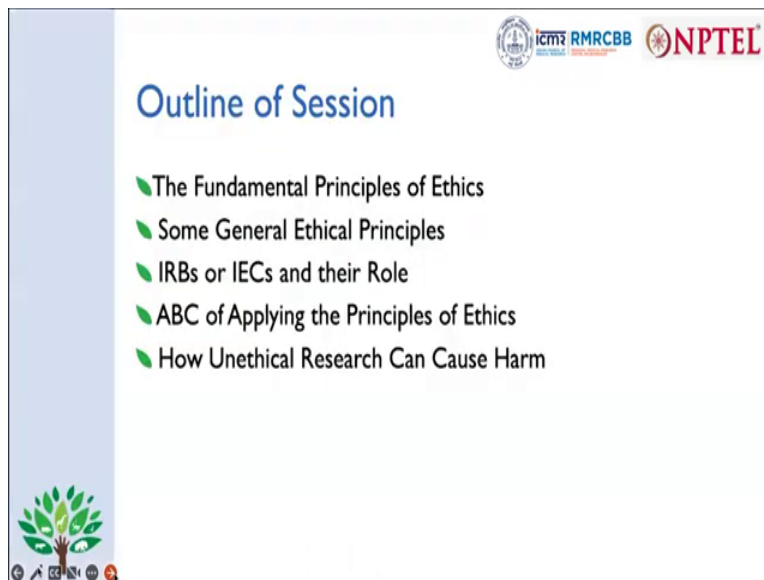 icmr RMRCBB NPTEL
Outline of Session
The Fundamental Principles of Ethics
Some General Ethical Principles
IRBs or IECs and their Role
ABC of Applying the Principles of Ethics
How Unethical Research Can Cause Harm
CC